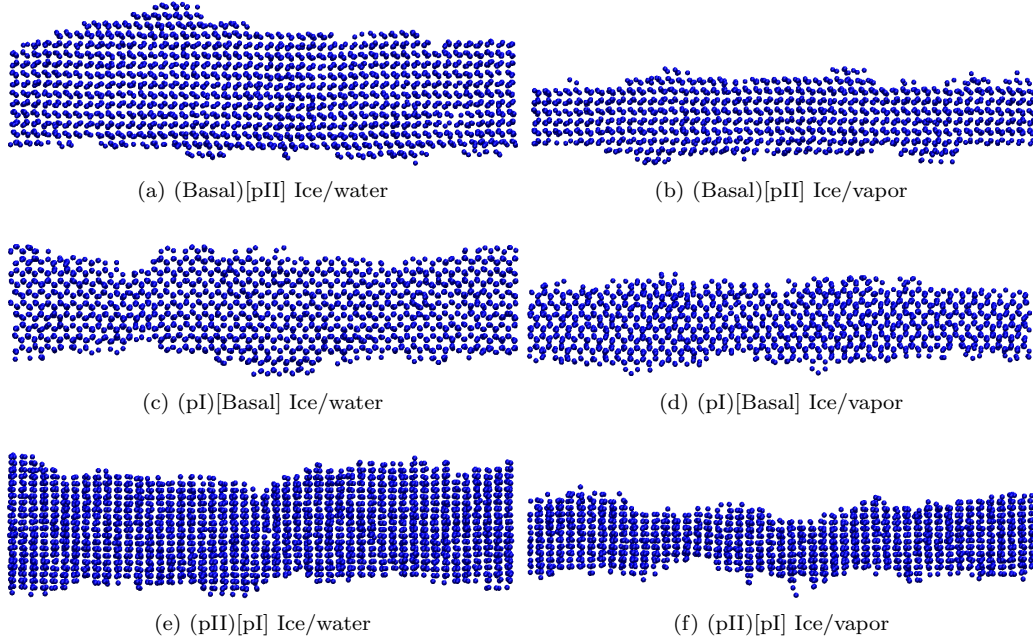 (a) (Basal)[pII] Ice/water
(b) (Basal)[pII] Ice/vapor
(c) (pI)[Basal] Ice/water
(d) (pI)[Basal] Ice/vapor
(e) (pII)[pI] Ice/water
(f) (pII)[pI] Ice/vapor